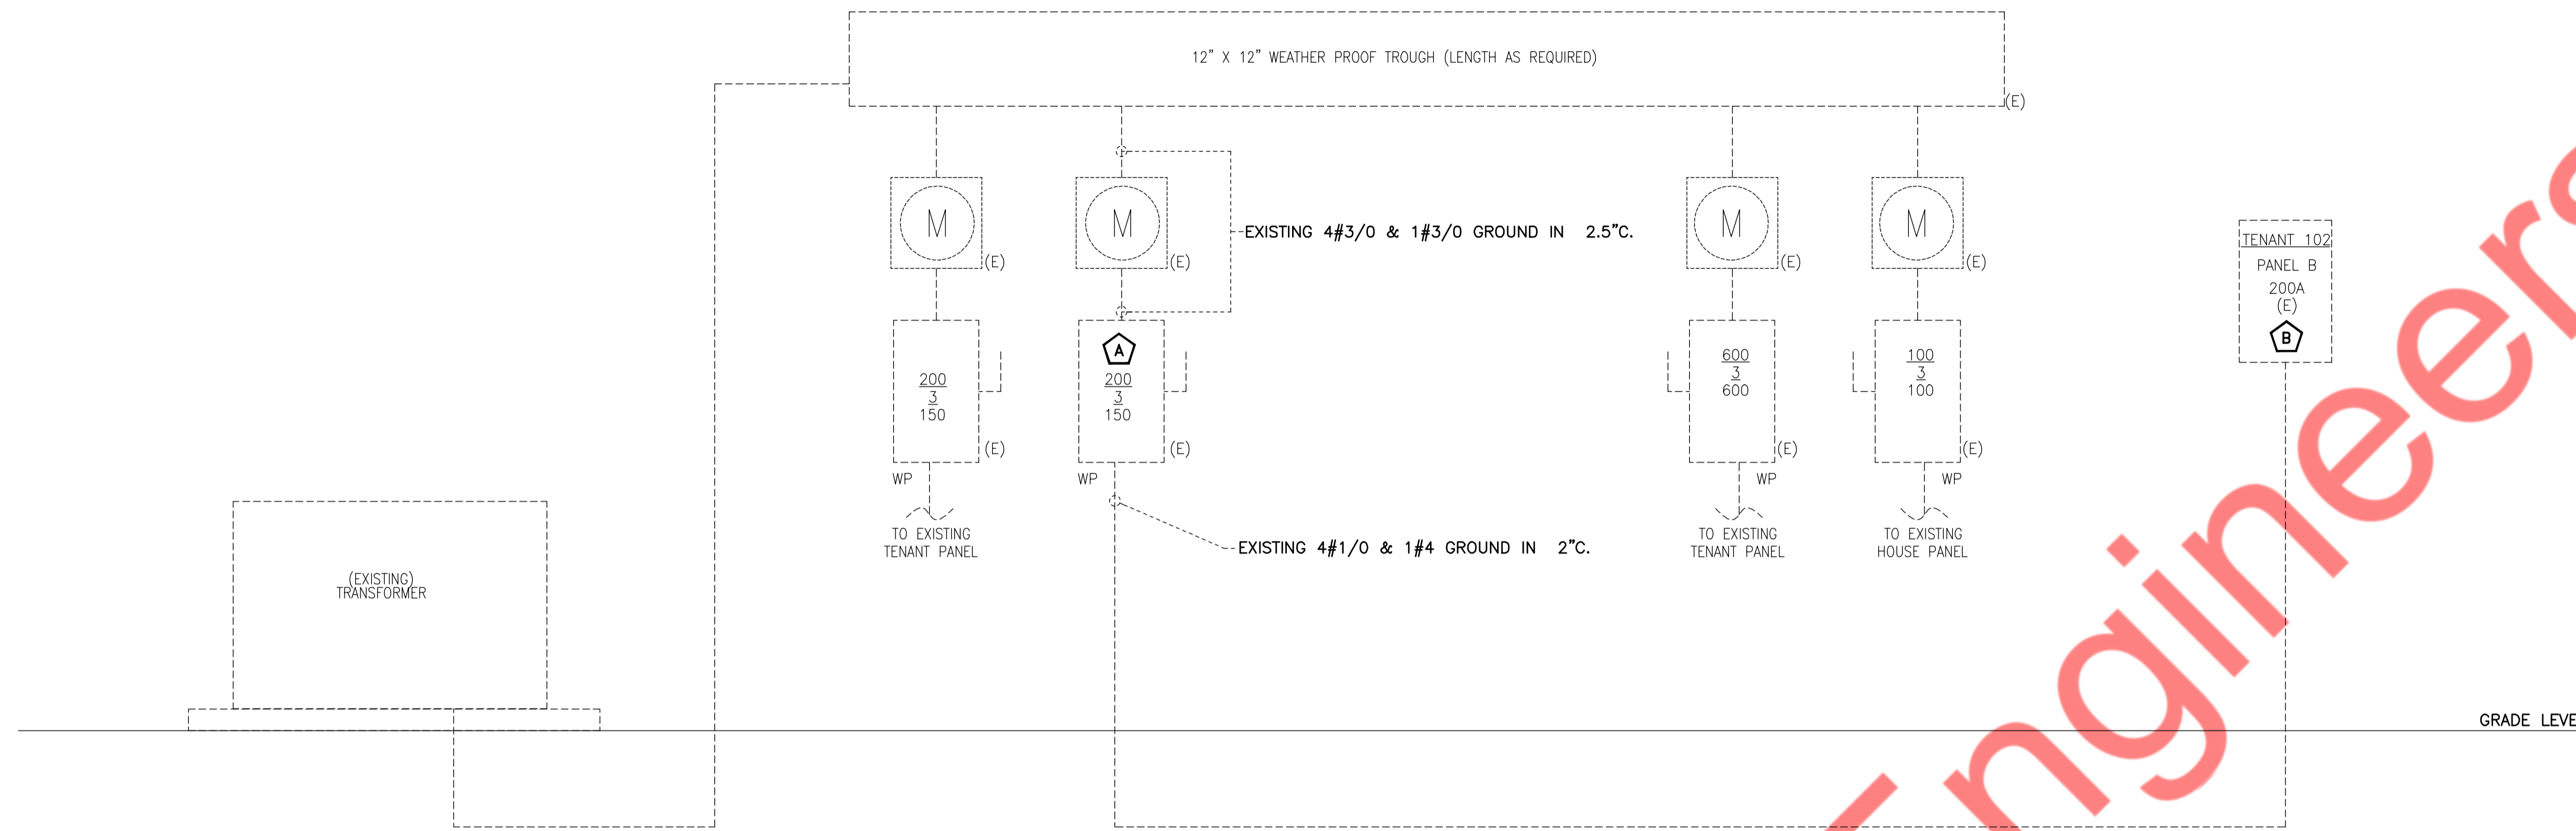 12" X 12" WEATHER PROOF TROUGH (LENGTH AS REQUIRED)
(E)
M
(E)
M
(E)
EXISTING 4#3/0 & 1#3/0 GROUND IN 2.5"C.
M
(E)
M
(E)
TENANT 102
PANEL B
200A
(E)
B
200
3
150
(E)
WP
TO EXISTING
TENANT PANEL
A
200
3
150
(E)
WP
EXISTING 4#1/0 & 1#4 GROUND IN 2"C.
600
3
600
(E)
WP
TO EXISTING
TENANT PANEL
100
3
100
(E)
WP
TO EXISTING
HOUSE PANEL
(EXISTING)
TRANSFORMER
GRADE LEVE
Engineers